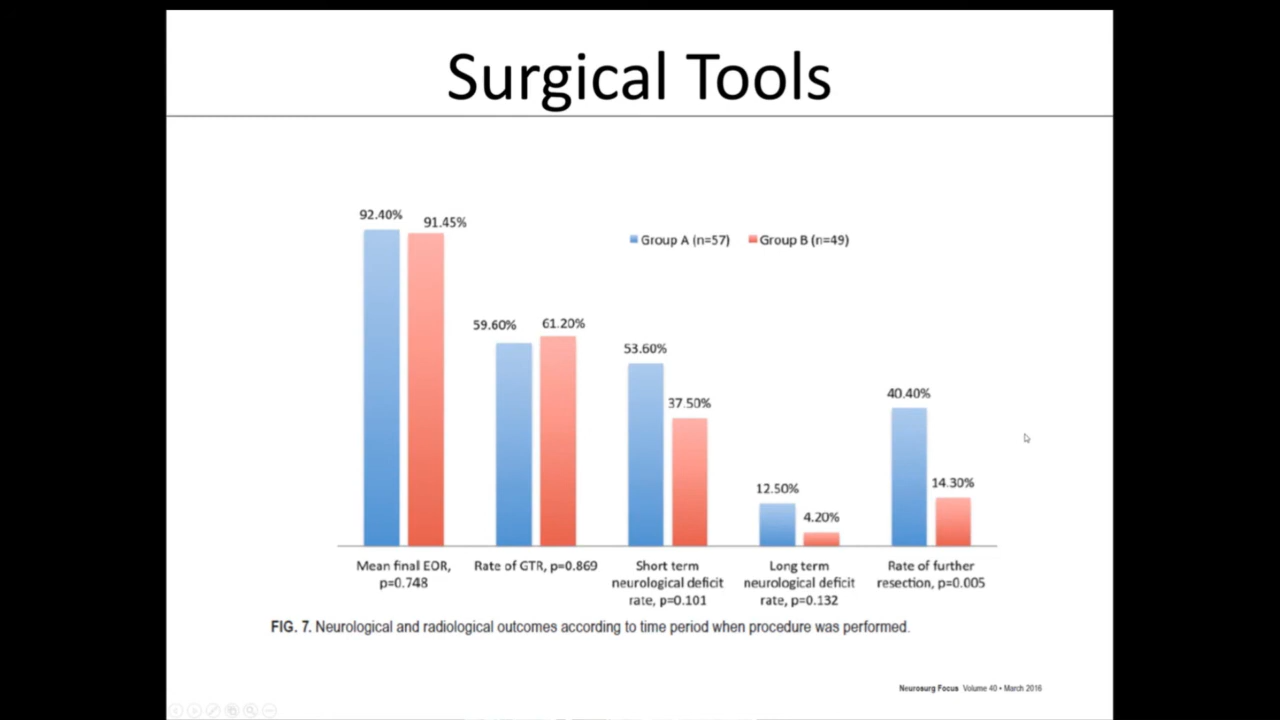 Surgical Tools
92.40%
91.45%
Group A (n=57)
Group B (n=49)
59.60%
61.20%
53.60%
37.50%
12.50%
4.20%
40.40%
14.30%
Mean final EOR,
p=0.748
Rate of GTR, p=0.869
Short term
neurological deficit
rate, p=0.101
Long term
neurological deficit
rate, p=0.132
Rate of further
resection, p=0.005
FIG. 7. Neurological and radiological outcomes according to time period when procedure was performed.
Neurosurg Focus Volume 40 • March 2016